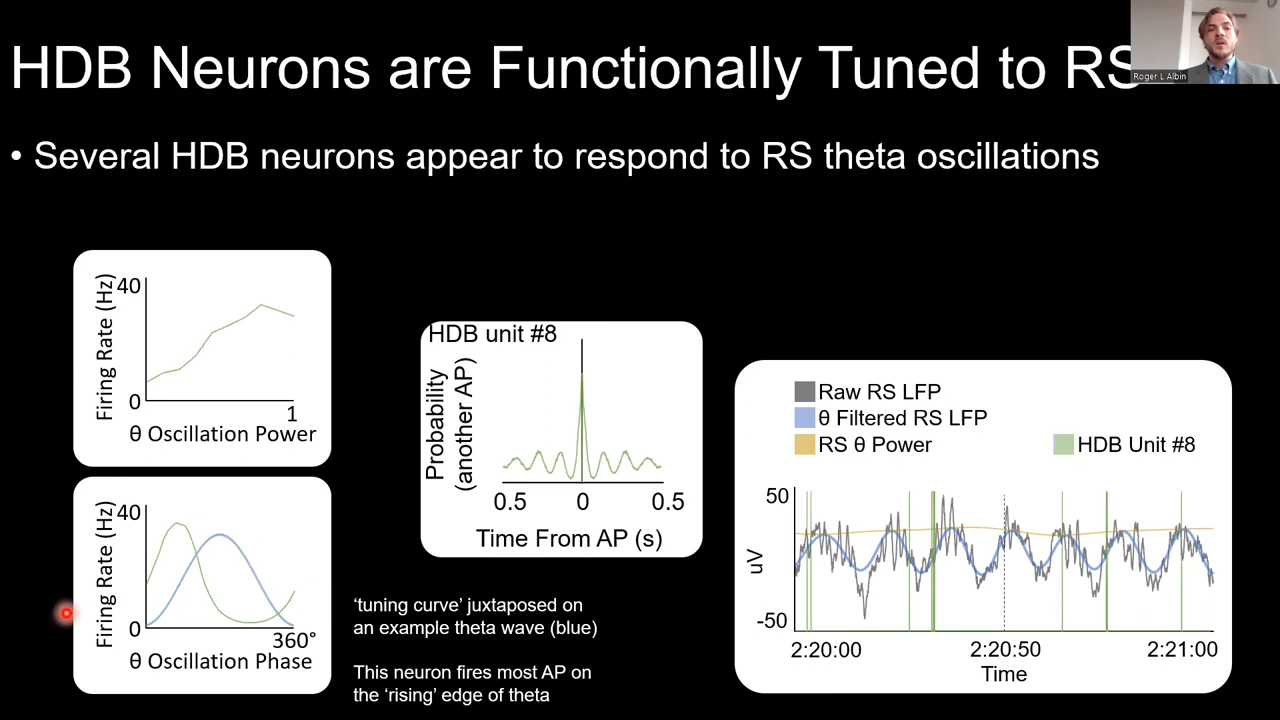 HDB Neurons are Functionally Tuned to RS
Roger L Albin
• Several HDB neurons appear to respond to RS theta oscillations
Firing Rate (Hz)
40
0
1
θ Oscillation Power
Firing Rate (Hz)
40
0
360°
θ Oscillation Phase
HDB unit #8
Probability
(another AP)
0.5 0 0.5
Time From AP (s)
'tuning curve' juxtaposed on
an example theta wave (blue)
This neuron fires most AP on
the 'rising' edge of theta
Raw RS LFP
θ Filtered RS LFP
RS θ Power
HDB Unit #8
50
uV
-50
2:20:00 2:20:50 2:21:00
Time